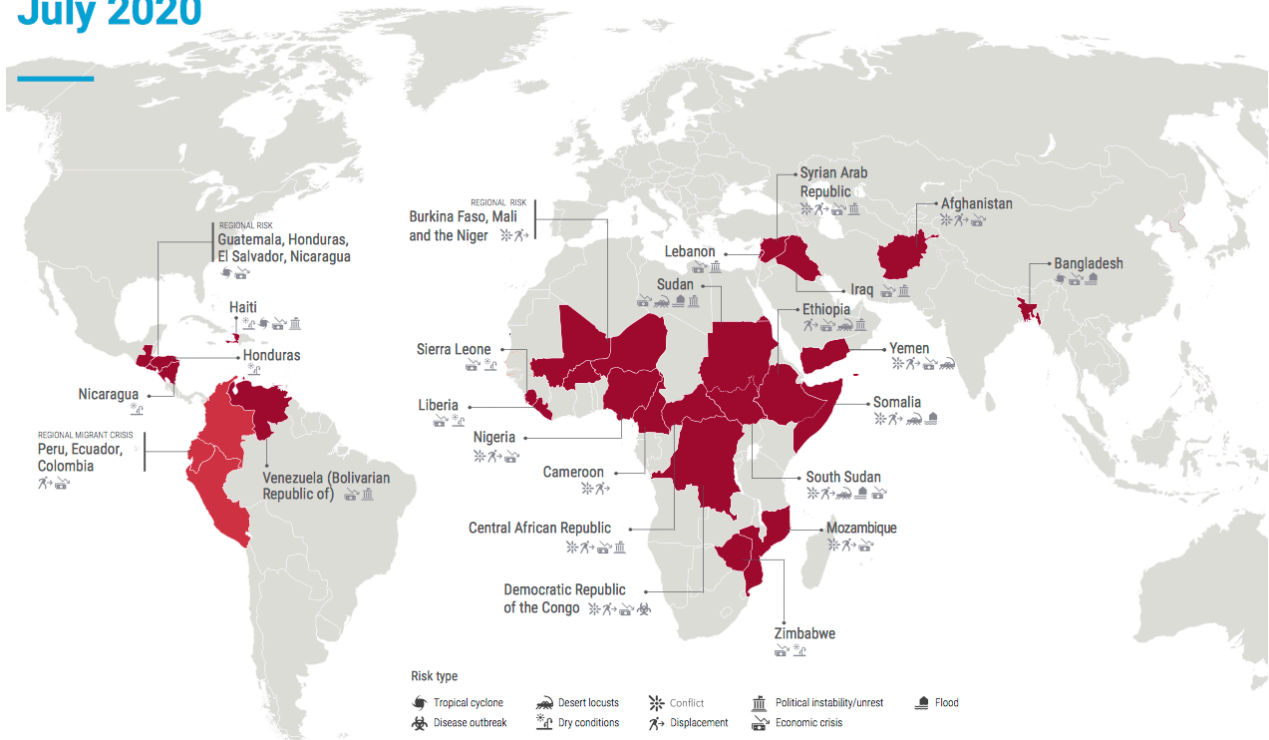 July 2020
REGIONAL RISK
Guatemala, Honduras,
El Salvador, Nicaragua
Haiti
Honduras
Nicaragua
REGIONAL MIGRANT CRISIS
Peru, Ecuador,
Colombia
Venezuela (Bolivarian
Republic of)
REGIONAL RISK
Burkina Faso, Mali
and the Niger
Syrian Arab
Republic
Afghanistan
Lebanon
Bangladesh
Sudan
Iraq
Ethiopia
Sierra Leone
Yemen
Liberia
Somalia
Nigeria
Cameroon
South Sudan
Central African Republic
Mozambique
Democratic Republic
of the Congo
Zimbabwe
Risk type
Tropical cyclone
Desert locusts
Conflict
Political instability/unrest
Flood
Disease outbreak
Dry conditions
Displacement
Economic crisis